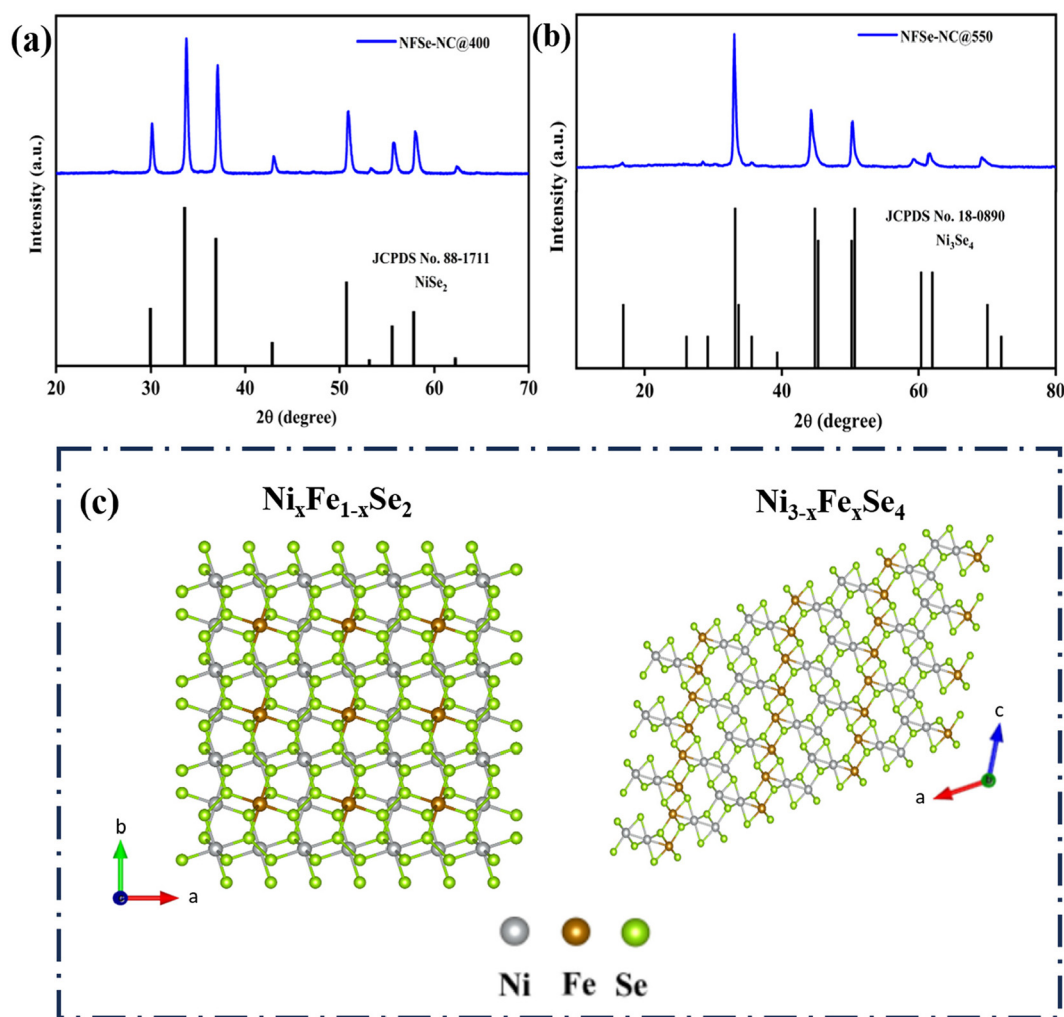 (a)
NFSe-NC@400
Intensity (a.u.)
JCPDS No. 88-1711
NiSe₂
20 30 40 50 60 70
2θ (degree)
(b)
NFSe-NC@550
Intensity (a.u.)
JCPDS No. 18-0890
Ni₃Se₄
20 40 60 80
2θ (degree)
(c)
NiₓFe₁₋ₓSe₂
Ni₃₋ₓFeₓSe₄
b
a
c
a
Ni Fe Se